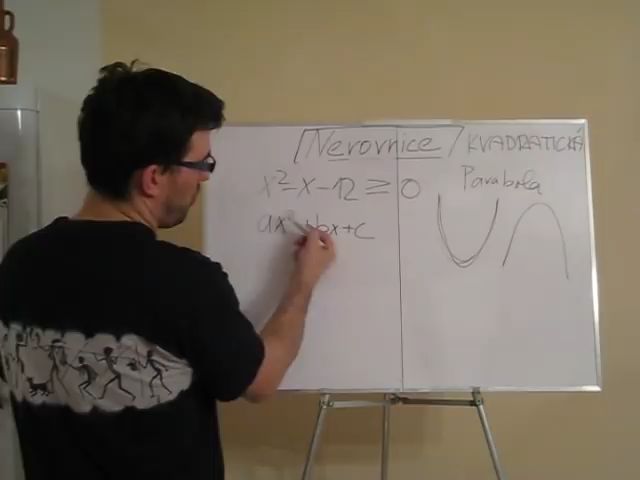 Nerovnice / KVADRATICKÁ
x² - x - 12 ≥ 0
ax² + bx + c
Parabola